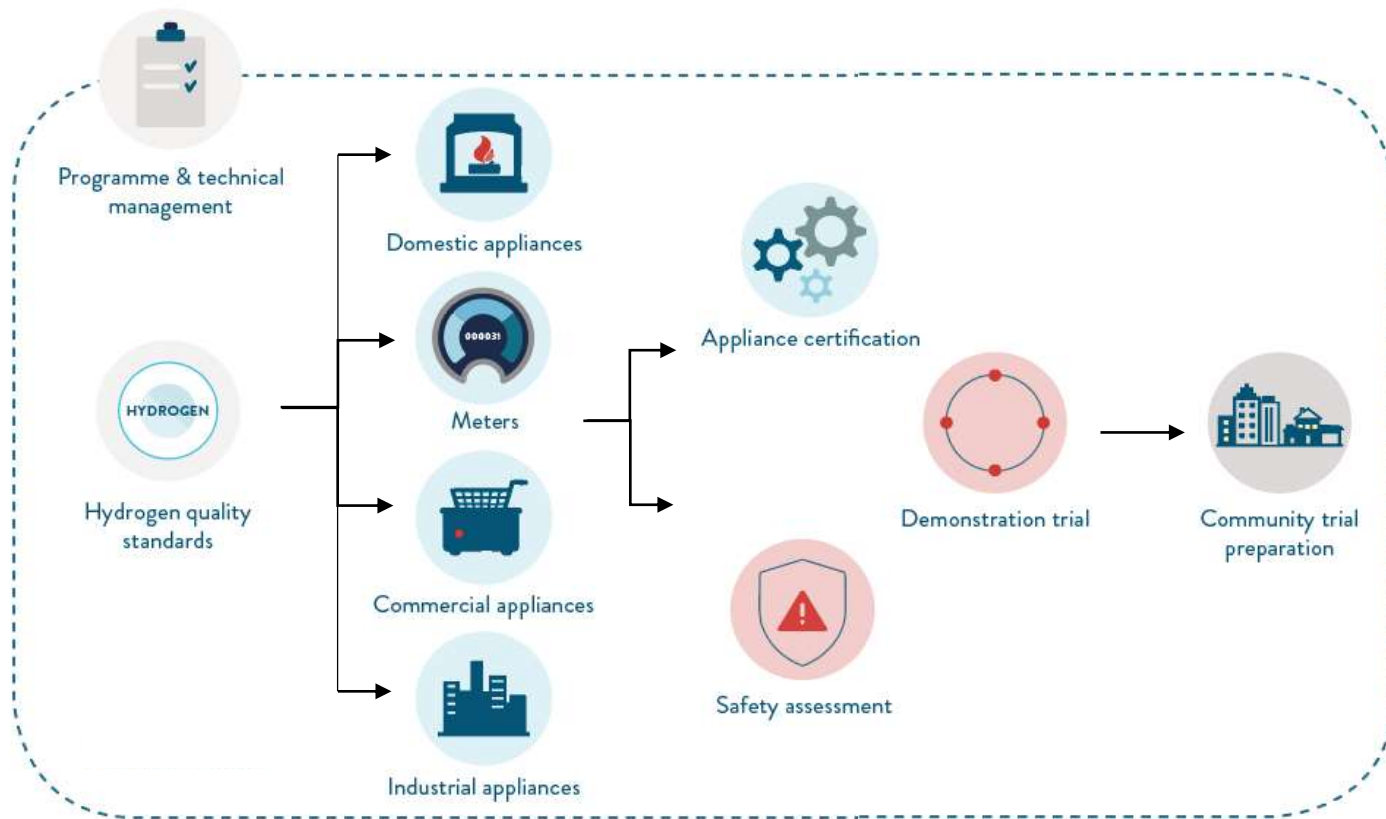 Programme & technical
management
HYDROGEN
Hydrogen quality
standards
Domestic appliances
000031
Meters
Commercial appliances
Industrial appliances
Appliance certification
Safety assessment
Demonstration trial
Community trial
preparation